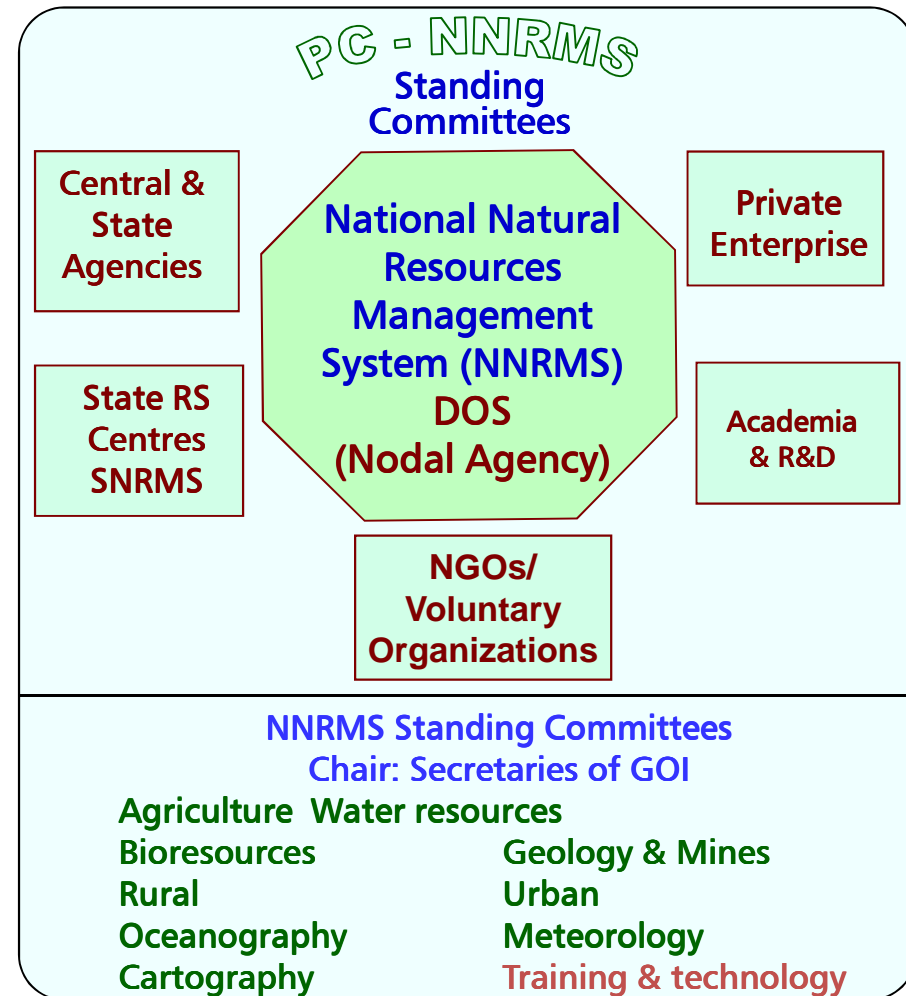 PC - NNRMS
Standing
Committees
Central &
State
Agencies
National Natural
Resources
Management
System (NNRMS)
DOS
(Nodal Agency)
Private
Enterprise
State RS
Centres
SNRMS
Academia
& R&D
NGOs/
Voluntary
Organizations
NNRMS Standing Committees
Chair: Secretaries of GOI
Agriculture Water resources
Bioresources Geology & Mines
Rural Urban
Oceanography Meteorology
Cartography Training & technology